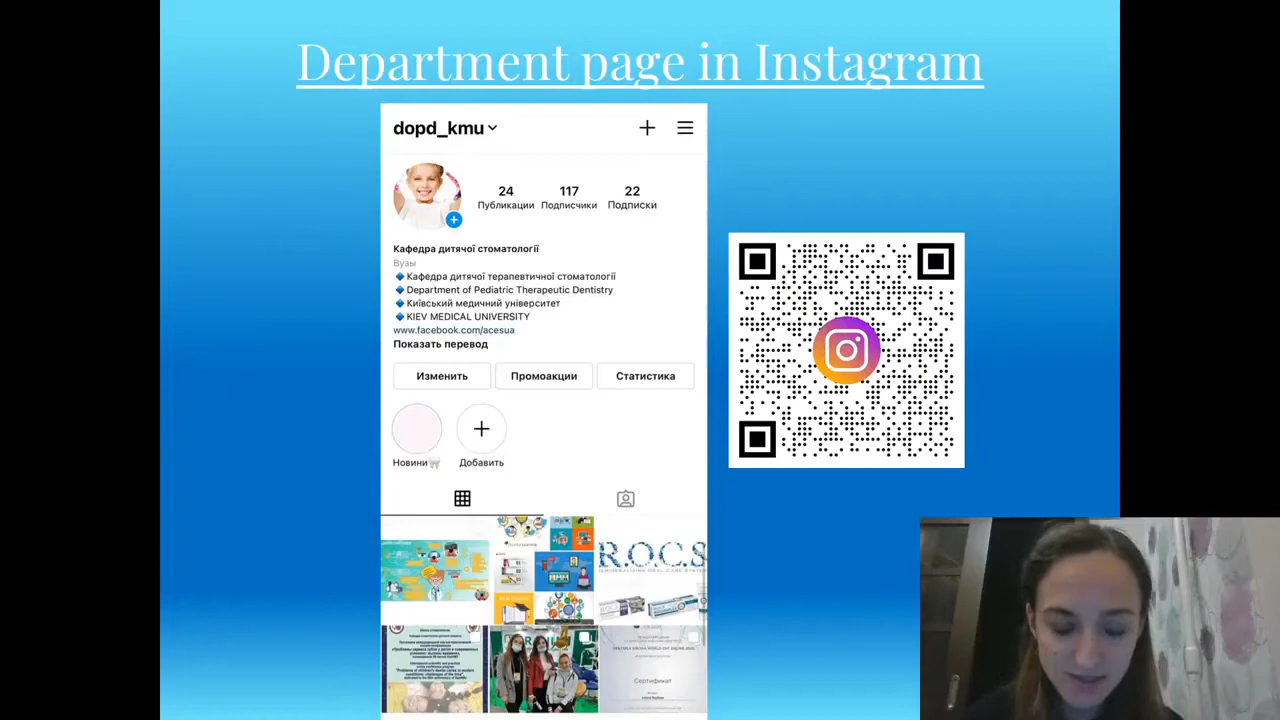 Department page in Instagram
dopd_kmu
24 117 22
Публикации Подписчики Подписки
Кафедра дитячої стоматології
Вузы
Кафедра дитячої терапевтичної стоматології
Department of Pediatric Therapeutic Dentistry
Київський медичний університет
KIEV MEDICAL UNIVERSITY
www.facebook.com/acesua
Показать перевод
Изменить Промоакции Статистика
Новини Добавить
R.O.C.S
Сертификат